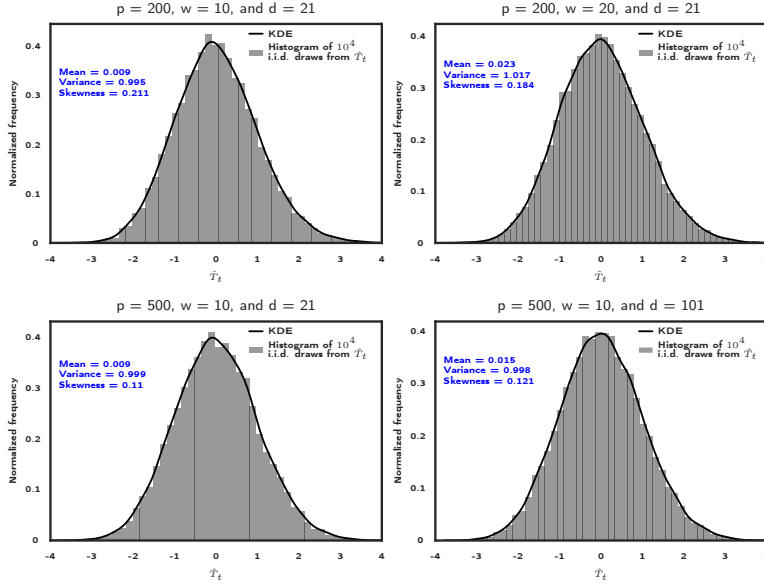 p = 200, w = 10, and d = 21
KDE
Histogram of 10^4
i.i.d. draws from T̂_t
Mean = 0.009
Variance = 0.995
Skewness = 0.211
Normalized frequency
0.4
0.3
0.2
0.1
0
-4 -3 -2 -1 0 1 2 3 4
T̂_t
p = 200, w = 20, and d = 21
KDE
Histogram of 10^4
i.i.d. draws from T̂_t
Mean = 0.023
Variance = 1.017
Skewness = 0.184
Normalized frequency
0.4
0.3
0.2
0.1
0
-4 -3 -2 -1 0 1 2 3 4
T̂_t
p = 500, w = 10, and d = 21
KDE
Histogram of 10^4
i.i.d. draws from T̂_t
Mean = 0.009
Variance = 0.999
Skewness = 0.11
Normalized frequency
0.4
0.3
0.2
0.1
0
-4 -3 -2 -1 0 1 2 3 4
T̂_t
p = 500, w = 10, and d = 101
KDE
Histogram of 10^4
i.i.d. draws from T̂_t
Mean = 0.015
Variance = 0.998
Skewness = 0.121
Normalized frequency
0.4
0.3
0.2
0.1
0
-4 -3 -2 -1 0 1 2 3 4
T̂_t